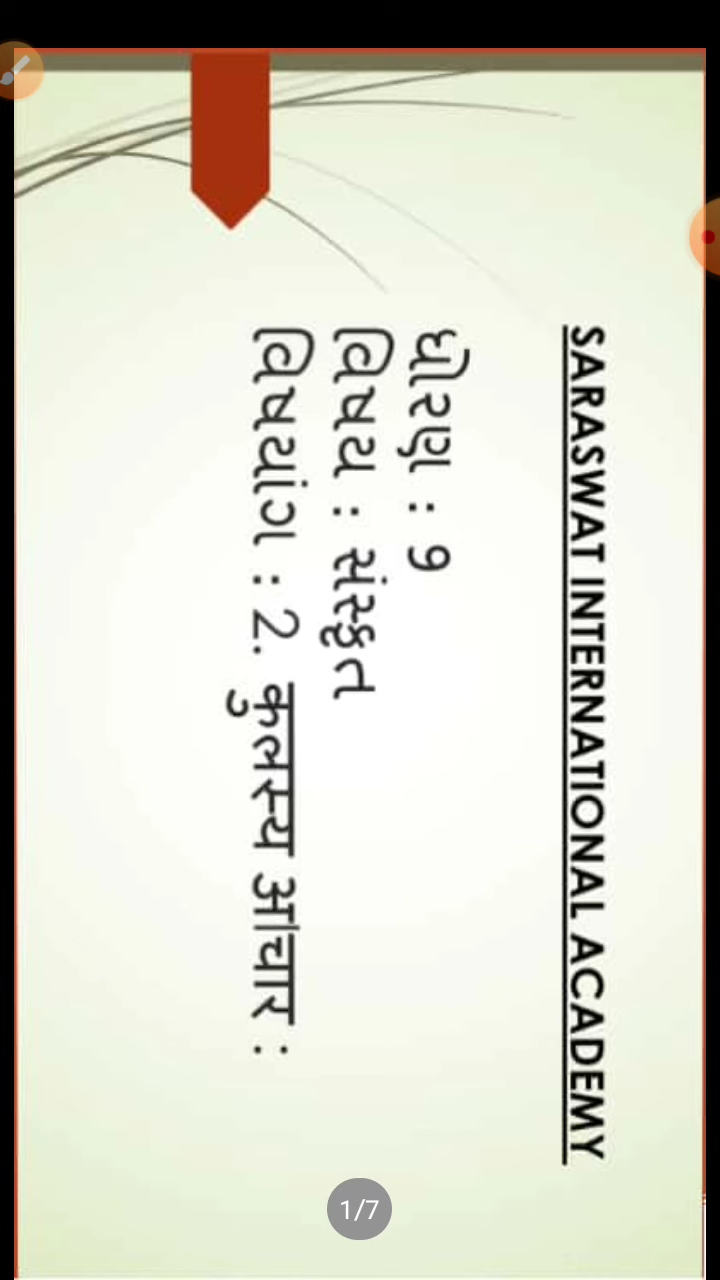 SARASWAT INTERNATIONAL ACADEMY
ધોરણ : 9
વિષય : સંસ્કૃત
વિષયાંગ : 2. कुलस्य आचार :
1/7